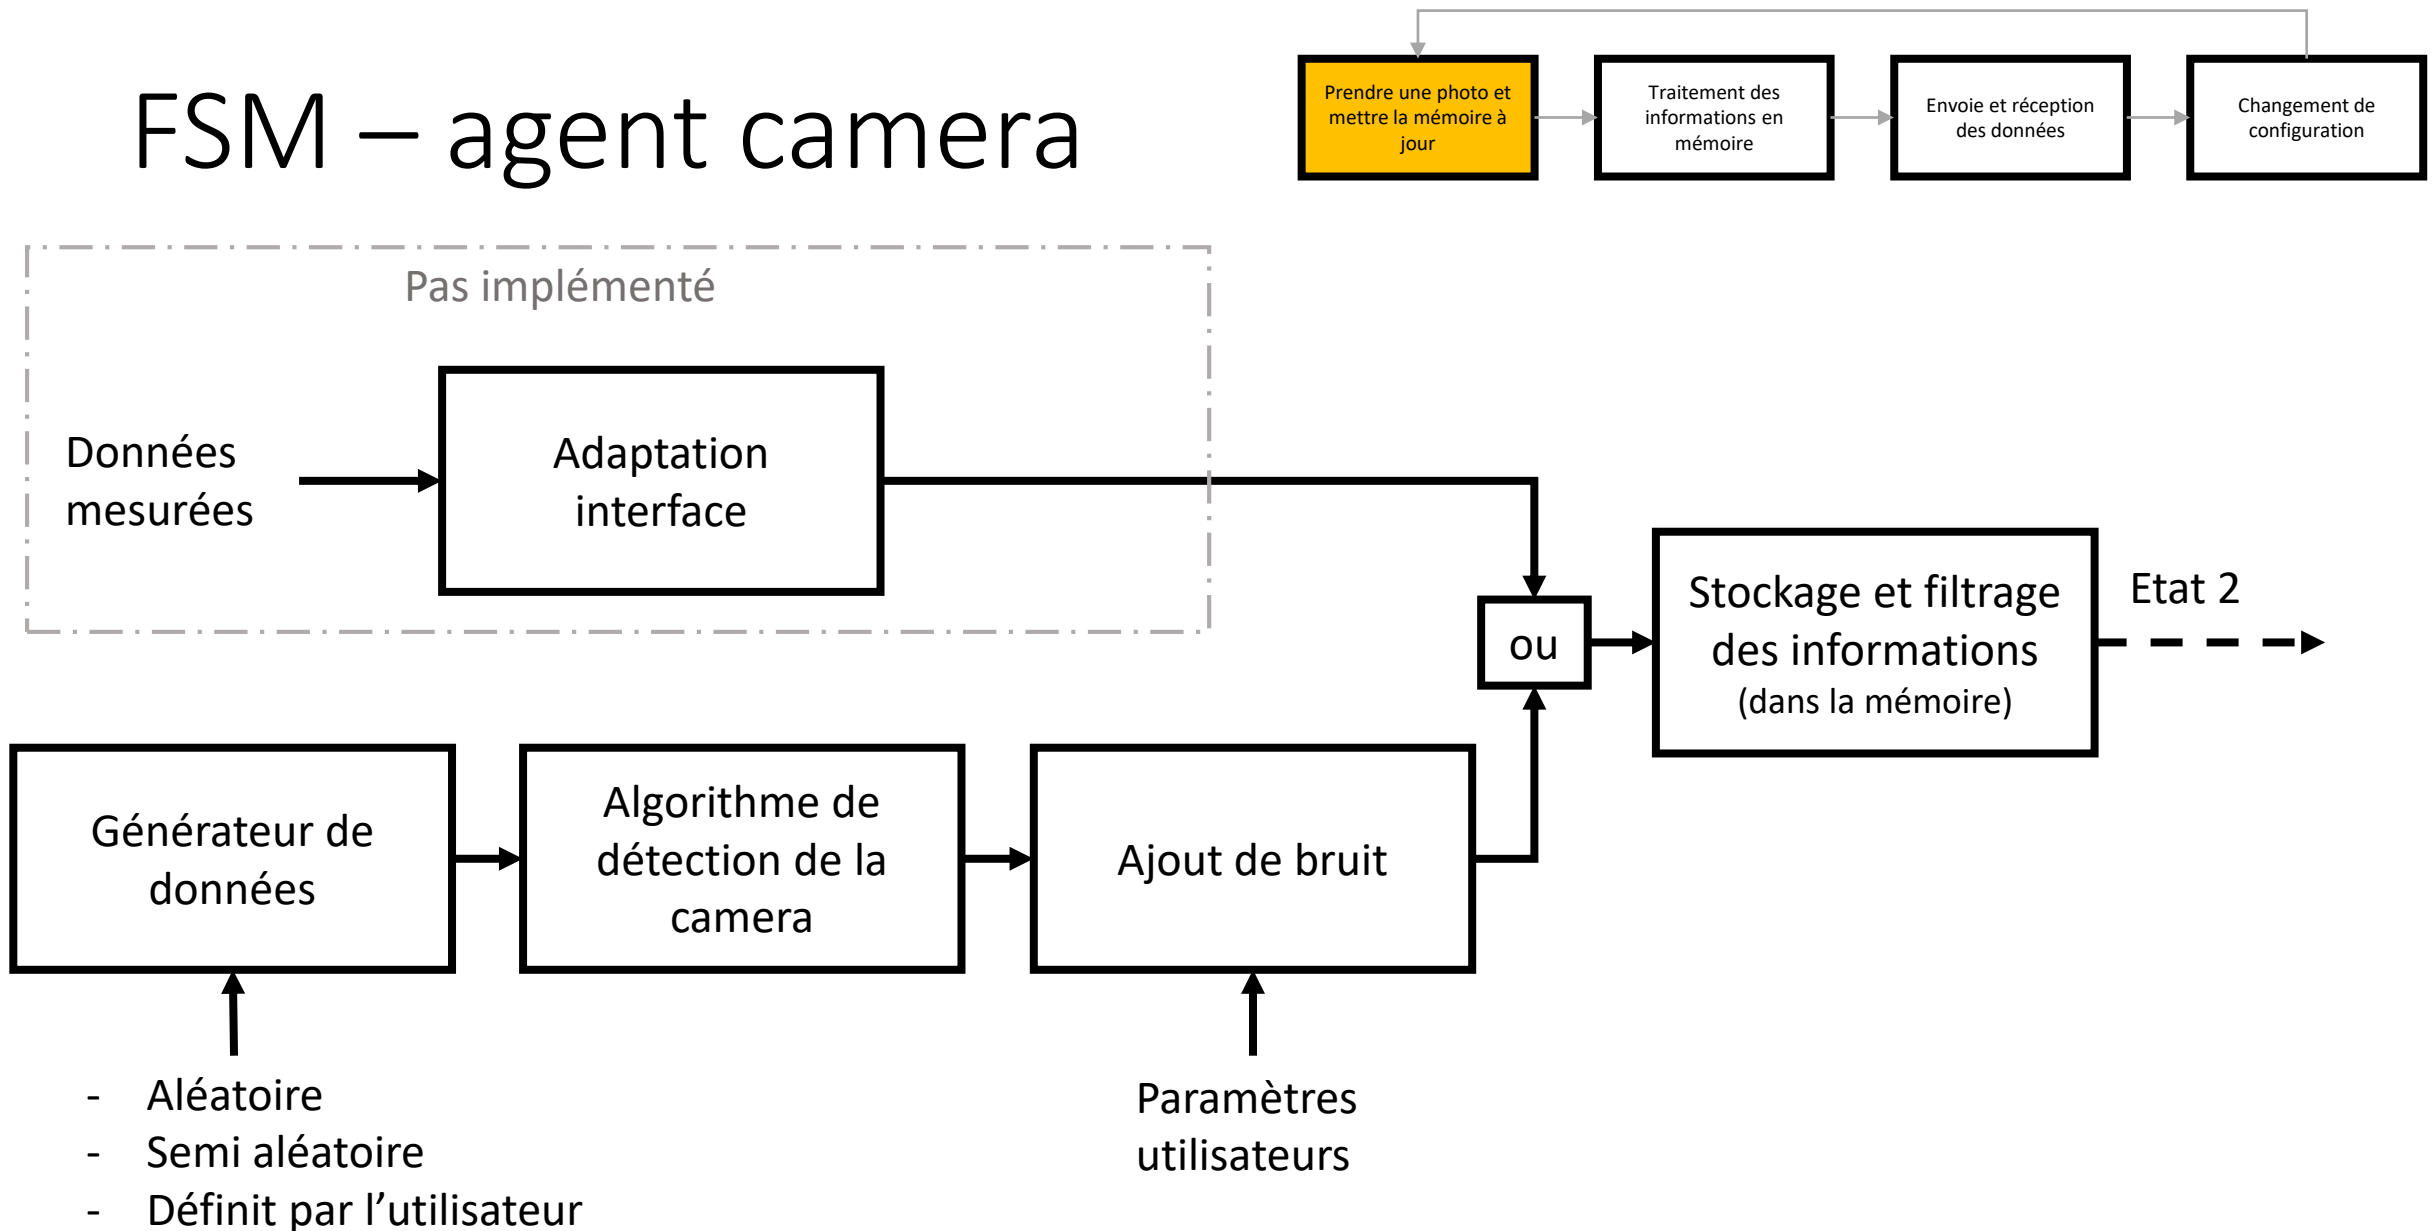 FSM – agent camera
Prendre une photo et
mettre la mémoire à
jour
Traitement des
informations en
mémoire
Envoie et réception
des données
Changement de
configuration
Pas implémenté
Données
mesurées
Adaptation
interface
ou
Stockage et filtrage
des informations
(dans la mémoire)
Etat 2
Générateur de
données
Algorithme de
détection de la
camera
Ajout de bruit
- Aléatoire
- Semi aléatoire
- Définit par l’utilisateur
Paramètres
utilisateurs